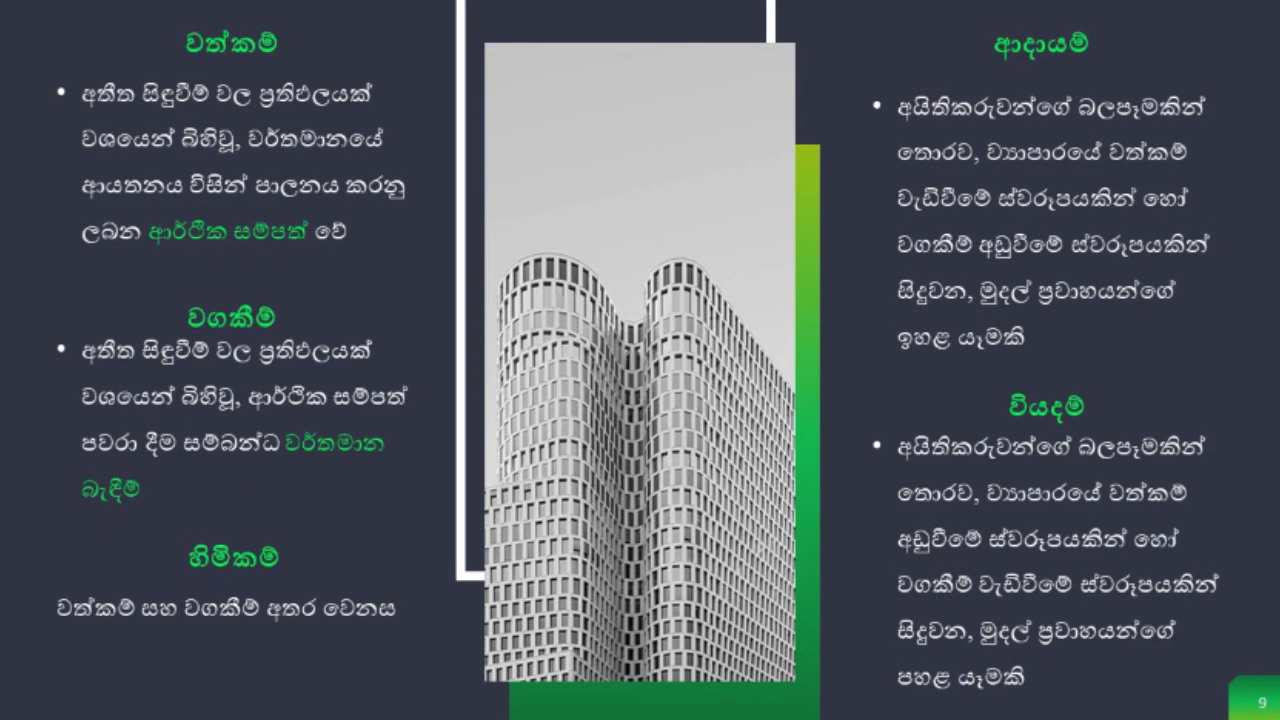 වත්කම්
• අතීත සිඳුවීම් වල ප්‍රතිඵලයක්
වශයෙන් බිහිවූ, වර්තමානයේ
ආයතනය විසින් පාලනය කරනු
ලබන ආර්ථික සම්පත් වේ
වගකීම්
• අතීත සිඳුවීම් වල ප්‍රතිඵලයක්
වශයෙන් බිහිවූ, ආර්ථික සම්පත්
පවරා දීම සම්බන්ධ වර්තමාන
බැඳීම්
හිමිකම්
වත්කම් සහ වගකීම් අතර වෙනස
ආදායම්
• අයිතිකරුවන්ගේ බලපෑමකින්
තොරව, ව්‍යාපාරයේ වත්කම්
වැඩිවීමේ ස්වරූපයකින් හෝ
වගකීම් අඩුවීමේ ස්වරූපයකින්
සිදුවන, මුදල් ප්‍රවාහයන්ගේ
ඉහළ යෑමකි
වියදම්
• අයිතිකරුවන්ගේ බලපෑමකින්
තොරව, ව්‍යාපාරයේ වත්කම්
අඩුවීමේ ස්වරූපයකින් හෝ
වගකීම් වැඩිවීමේ ස්වරූපයකින්
සිදුවන, මුදල් ප්‍රවාහයන්ගේ
පහළ යෑමකි
9